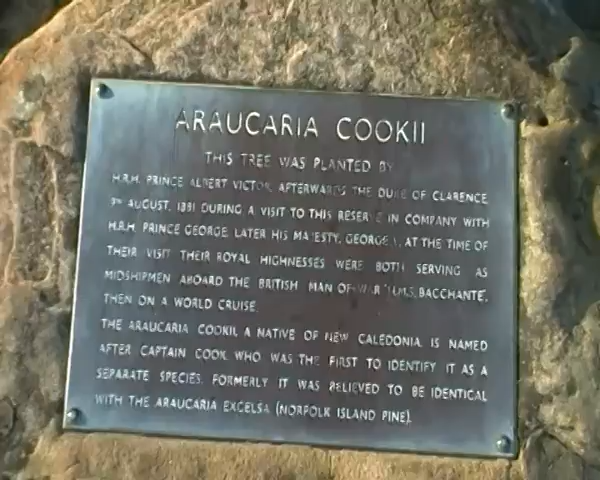 ARAUCARIA COOKII
THIS TREE WAS PLANTED BY
H.R.H. PRINCE ALBERT VICTOR, AFTERWARDS THE DUKE OF CLARENCE
9TH AUGUST, 1881 DURING A VISIT TO THIS RESERVE IN COMPANY WITH
H.R.H. PRINCE GEORGE LATER HIS MAJESTY, GEORGE V, AT THE TIME OF
THEIR VISIT THEIR ROYAL HIGHNESSES WERE BOTH SERVING AS
MIDSHIPMEN ABOARD THE BRITISH MAN OF WAR "H.M.S. BACCHANTE",
THEN ON A WORLD CRUISE.
THE ARAUCARIA COOKII, A NATIVE OF NEW CALEDONIA, IS NAMED
AFTER CAPTAIN COOK, WHO WAS THE FIRST TO IDENTIFY IT AS A
SEPARATE SPECIES. FORMERLY IT WAS BELIEVED TO BE IDENTICAL
WITH THE ARAUCARIA EXCELSA (NORFOLK ISLAND PINE).